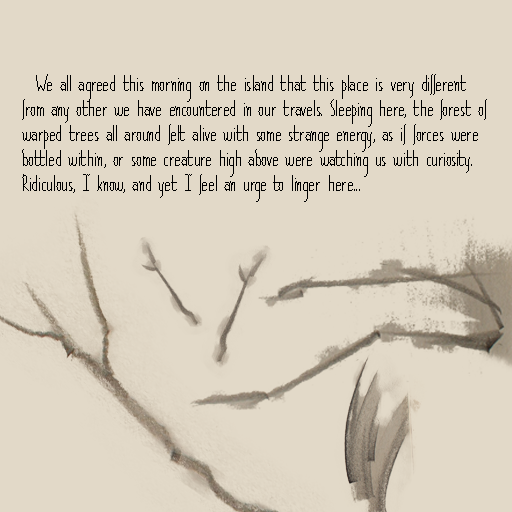 We all agreed this morning on the island that this place is very different
from any other we have encountered in our travels. Sleeping here, the forest of
warped trees all around felt alive with some strange energy, as if forces were
bottled within, or some creature high above were watching us with curiosity.
Ridiculous, I know, and yet I feel an urge to linger here...